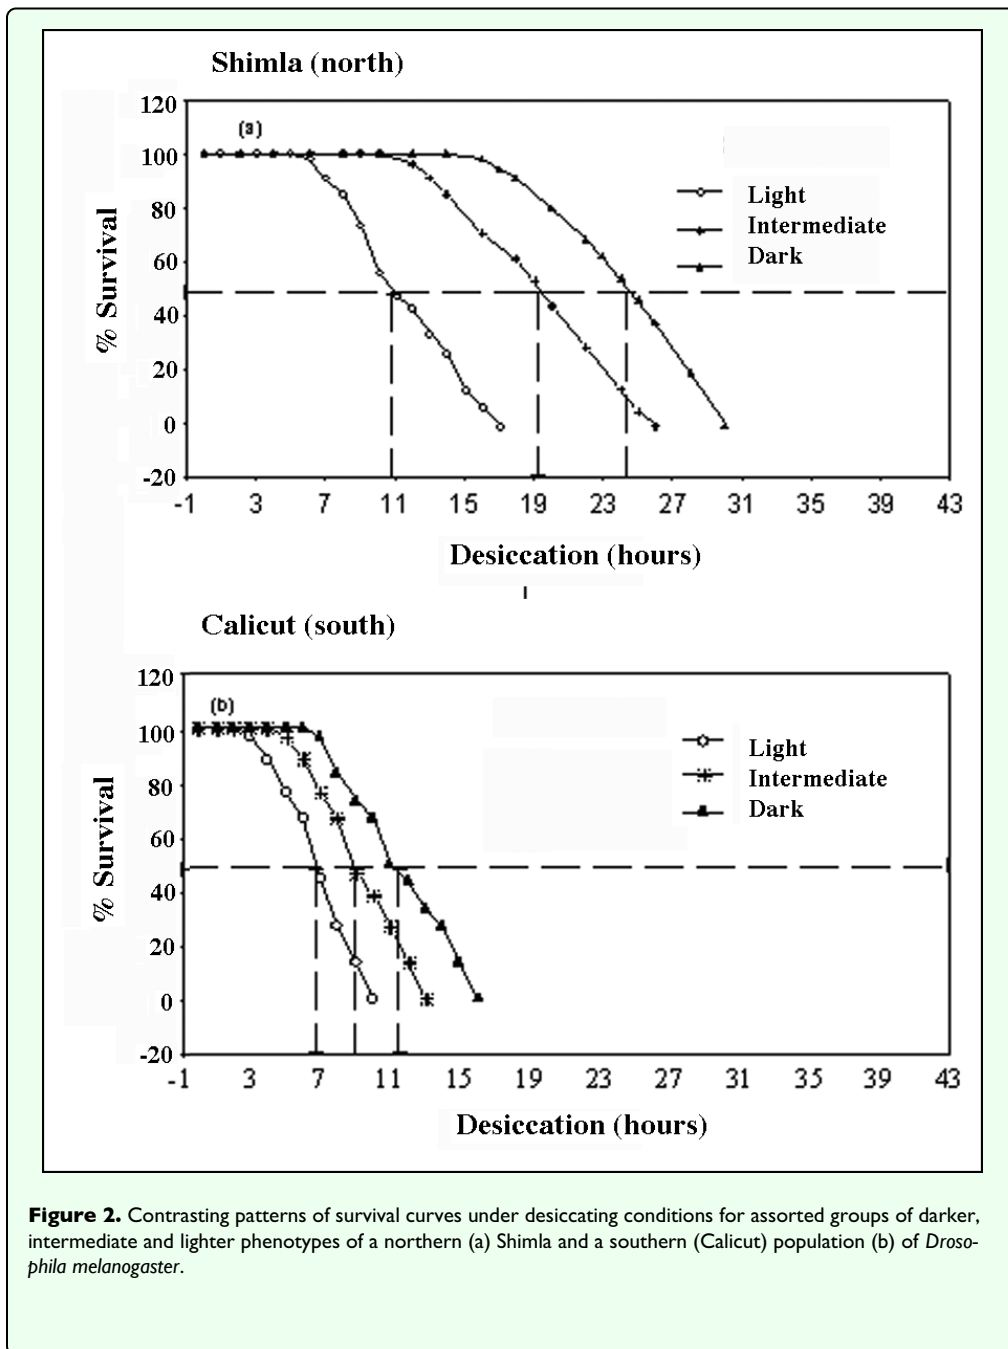 Shimla (north)
120
(a)
100
80
60
40
20
0
-20
% Survival
Light
Intermediate
Dark
-1 3 7 11 15 19 23 27 31 35 39 43
Desiccation (hours)
Calicut (south)
120
(b)
100
80
60
40
20
0
-20
% Survival
Light
Intermediate
Dark
-1 3 7 11 15 19 23 27 31 35 39 43
Desiccation (hours)
Figure 2. Contrasting patterns of survival curves under desiccating conditions for assorted groups of darker,
intermediate and lighter phenotypes of a northern (a) Shimla and a southern (Calicut) population (b) of Droso-
phila melanogaster.